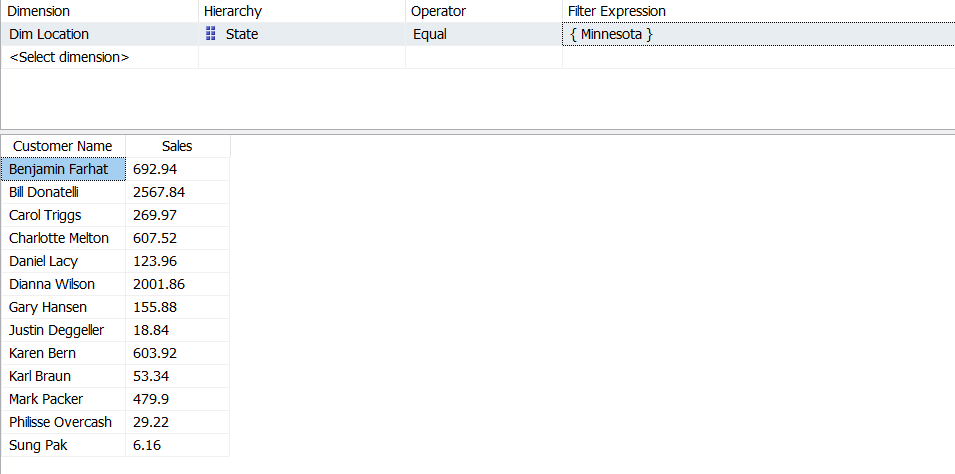 Dimension Hierarchy Operator Filter Expression
Dim Location State Equal { Minnesota }
<Select dimension>
Customer Name Sales
Benjamin Farhat 692.94
Bill Donatelli 2567.84
Carol Triggs 269.97
Charlotte Melton 607.52
Daniel Lacy 123.96
Dianna Wilson 2001.86
Gary Hansen 155.88
Justin Deggeller 18.84
Karen Bern 603.92
Karl Braun 53.34
Mark Packer 479.9
Philisse Overcash 29.22
Sung Pak 6.16